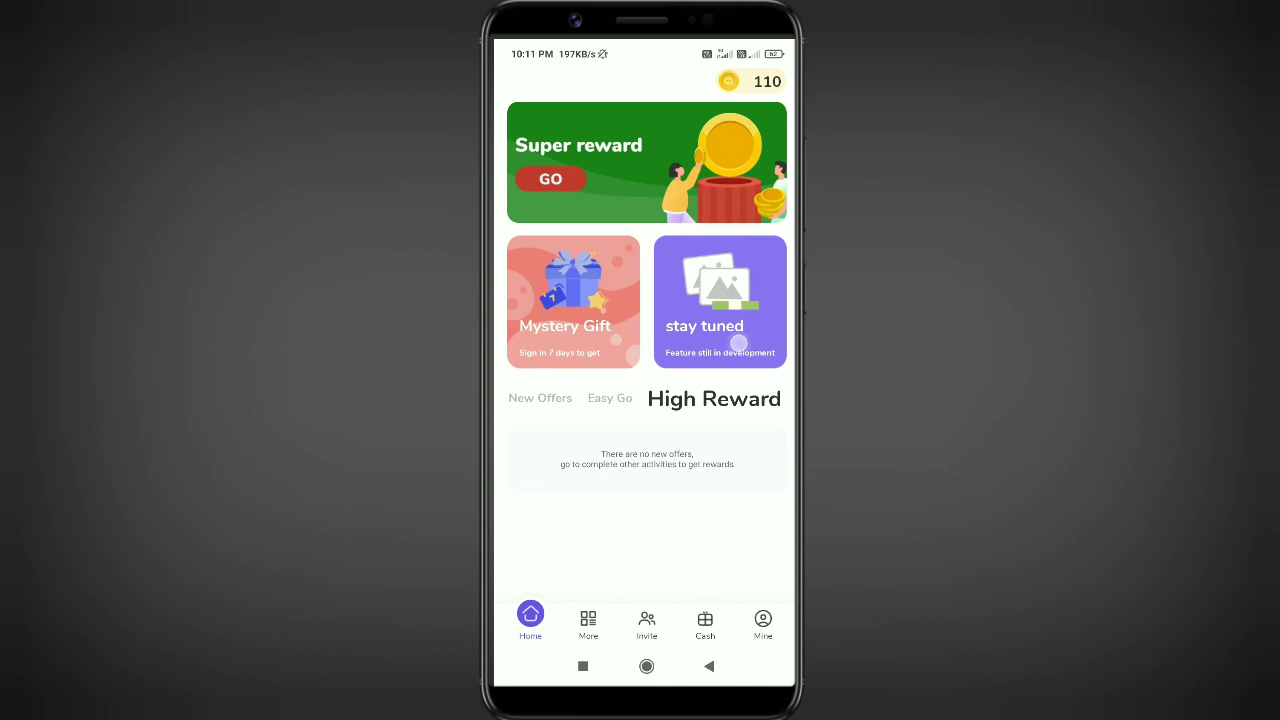 10:11 PM 197KB/s
62
110
Super reward
GO
Mystery Gift
Sign in 7 days to get
stay tuned
Feature still in development
New Offers Easy Go High Reward
There are no new offers,
go to complete other activities to get rewards
Home More Invite Cash Mine